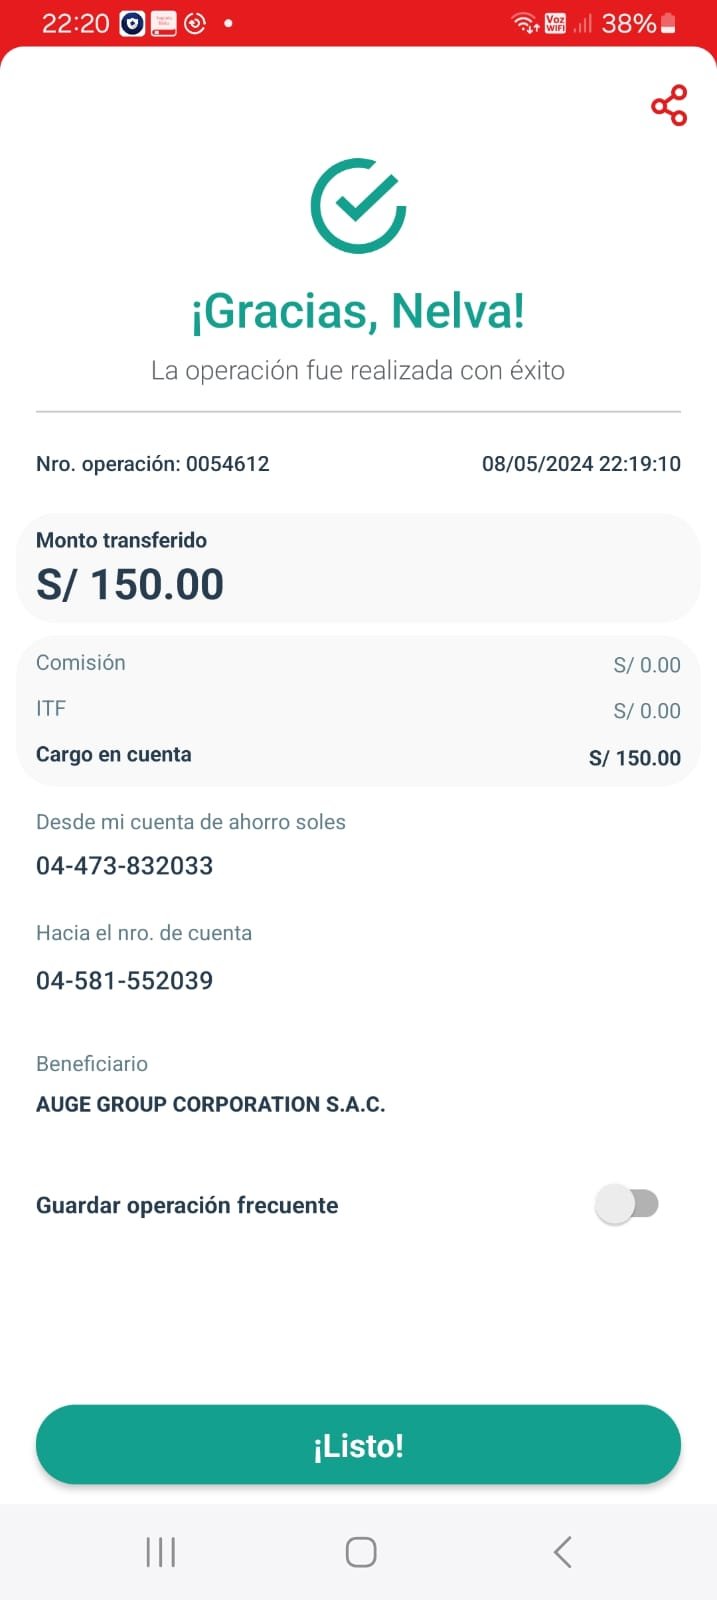 22:20
Voz
WIFI
38%
¡Gracias, Nelva!
La operación fue realizada con éxito
Nro. operación: 0054612 08/05/2024 22:19:10
Monto transferido
S/ 150.00
Comisión S/ 0.00
ITF S/ 0.00
Cargo en cuenta S/ 150.00
Desde mi cuenta de ahorro soles
04-473-832033
Hacia el nro. de cuenta
04-581-552039
Beneficiario
AUGE GROUP CORPORATION S.A.C.
Guardar operación frecuente
¡Listo!